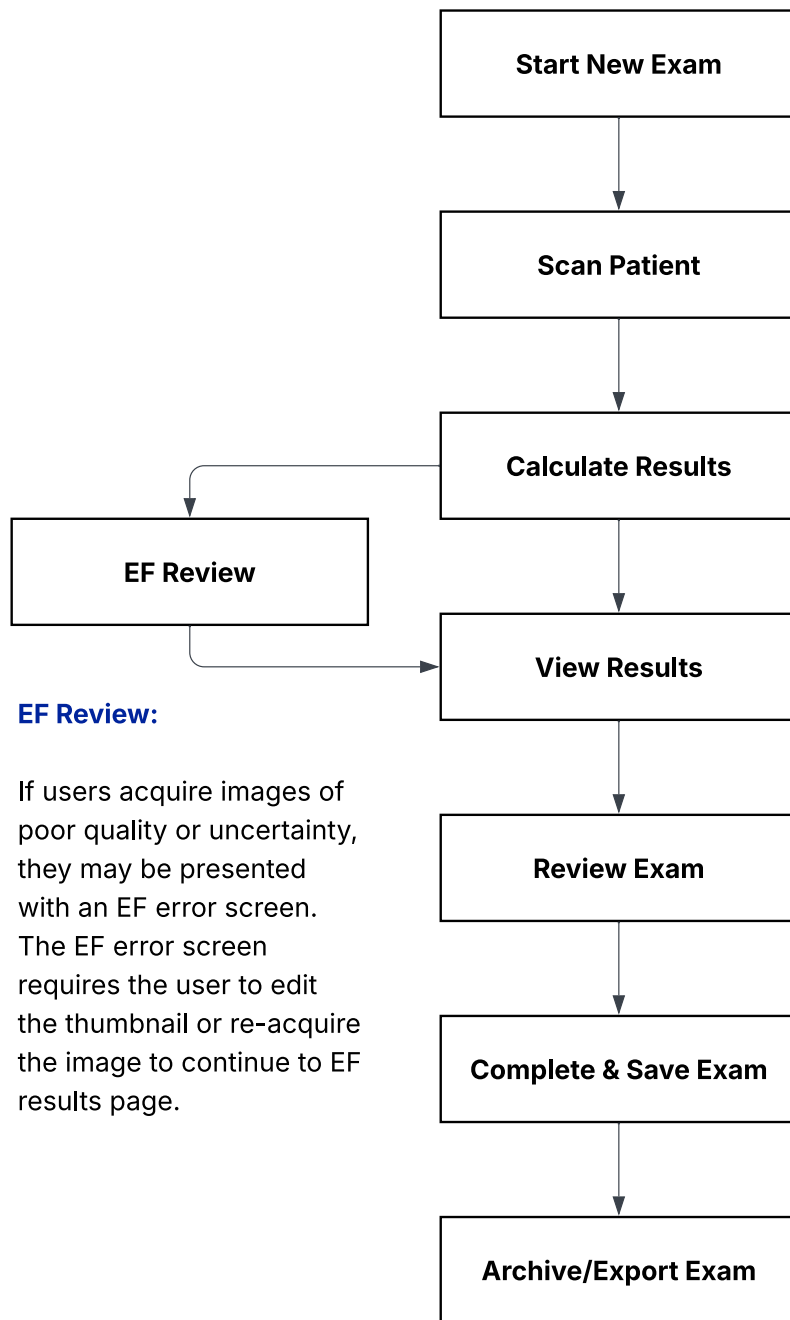 Start New Exam
Scan Patient
Calculate Results
EF Review
View Results
EF Review:
If users acquire images of
poor quality or uncertainty,
they may be presented
with an EF error screen.
The EF error screen
requires the user to edit
the thumbnail or re-acquire
the image to continue to EF
results page.
Review Exam
Complete & Save Exam
Archive/Export Exam